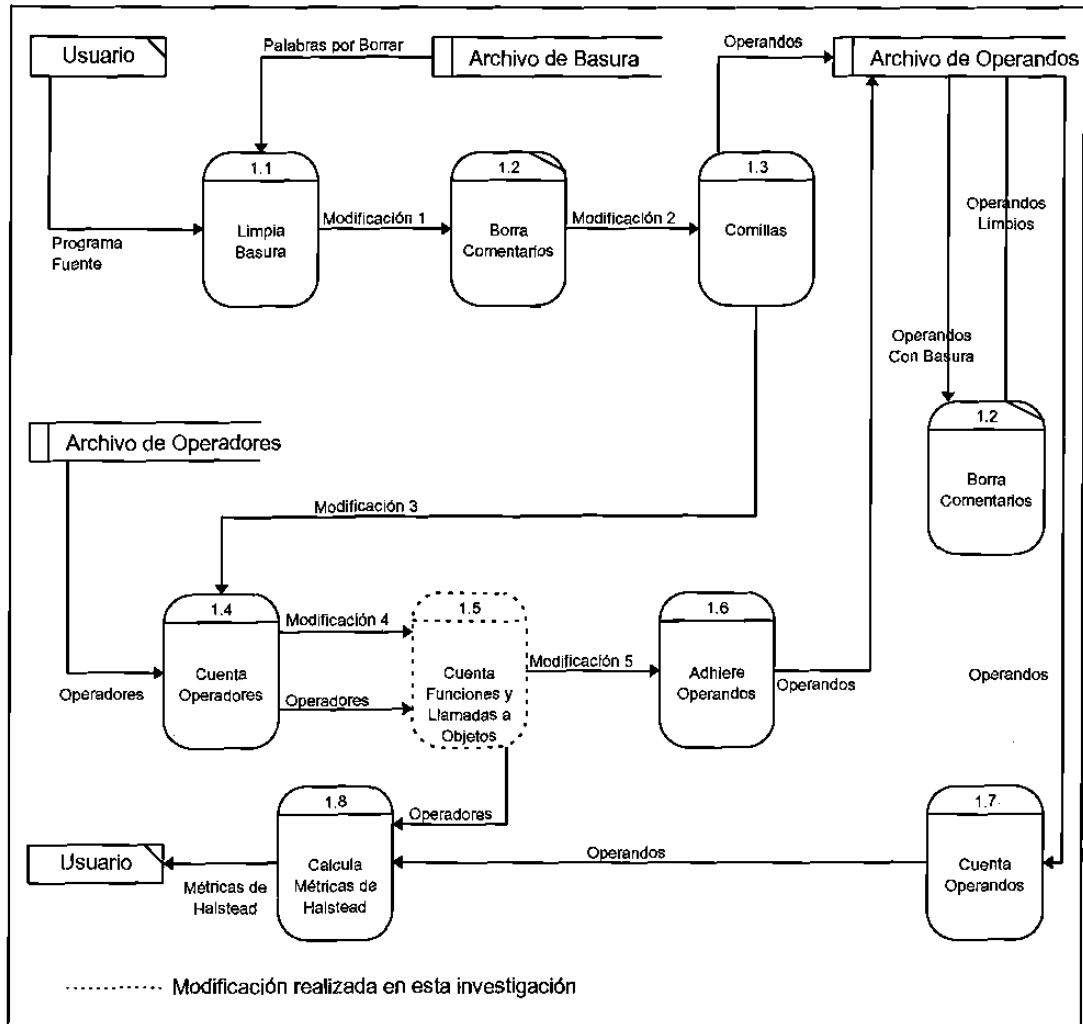 Usuario
Palabras por Borrar
Archivo de Basura
Operandos
Archivo de Operandos
1.1
Limpia
Basura
Programa
Fuente
Modificación 1
1.2
Borra
Comentarios
Modificación 2
1.3
Comillas
Operandos
Limpios
Operandos
Con Basura
1.2
Borra
Comentarios
Archivo de Operadores
Modificación 3
Operadores
1.4
Cuenta
Operadores
Modificación 4
Operadores
1.5
Cuenta
Funciones y
Llamadas a
Objetos
Modificación 5
1.6
Adhiere
Operandos
Operandos
Operandos
Operadores
1.7
Cuenta
Operandos
Operandos
1.8
Calcula
Métricas de
Halstead
Métricas de
Halstead
Usuario
Modificación realizada en esta investigación